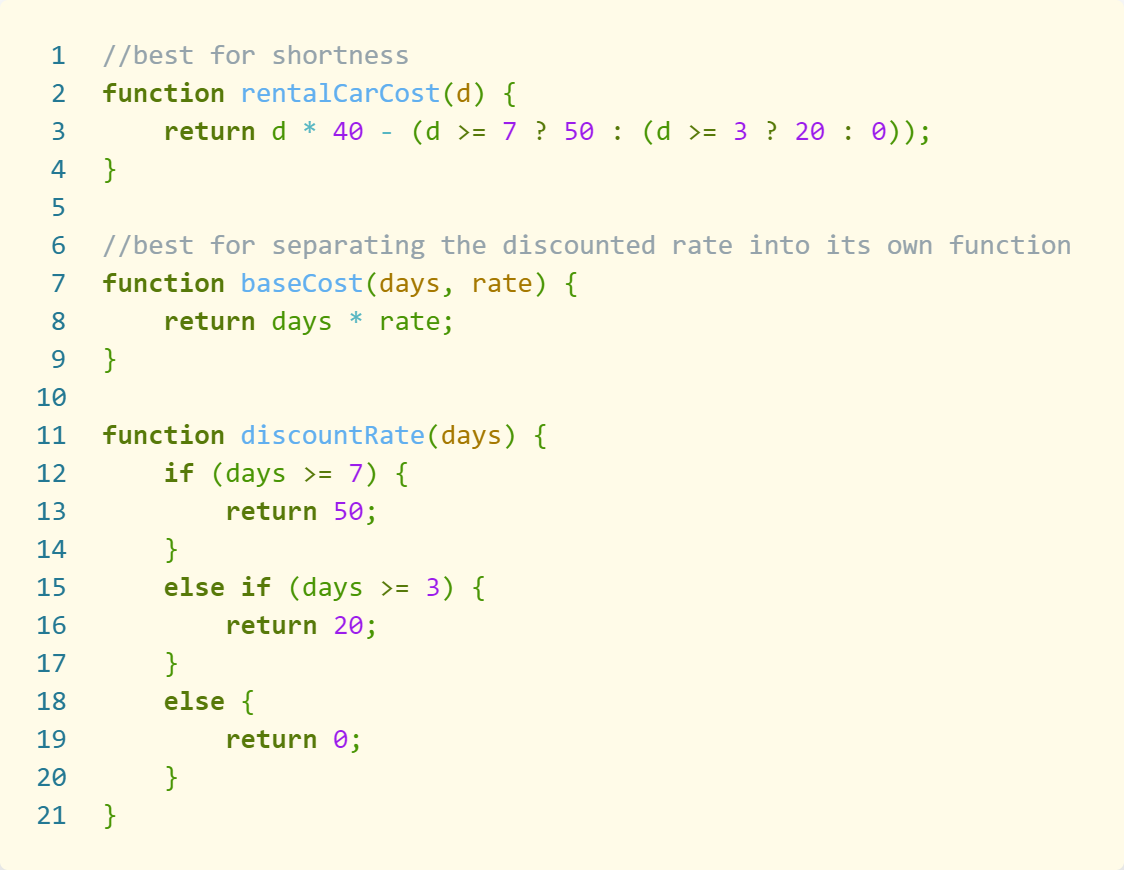 1 //best for shortness
2 function rentalCarCost(d) {
3     return d * 40 - (d >= 7 ? 50 : (d >= 3 ? 20 : 0));
4 }
5
6 //best for separating the discounted rate into its own function
7 function baseCost(days, rate) {
8     return days * rate;
9 }
10
11 function discountRate(days) {
12     if (days >= 7) {
13         return 50;
14     }
15     else if (days >= 3) {
16         return 20;
17     }
18     else {
19         return 0;
20     }
21 }